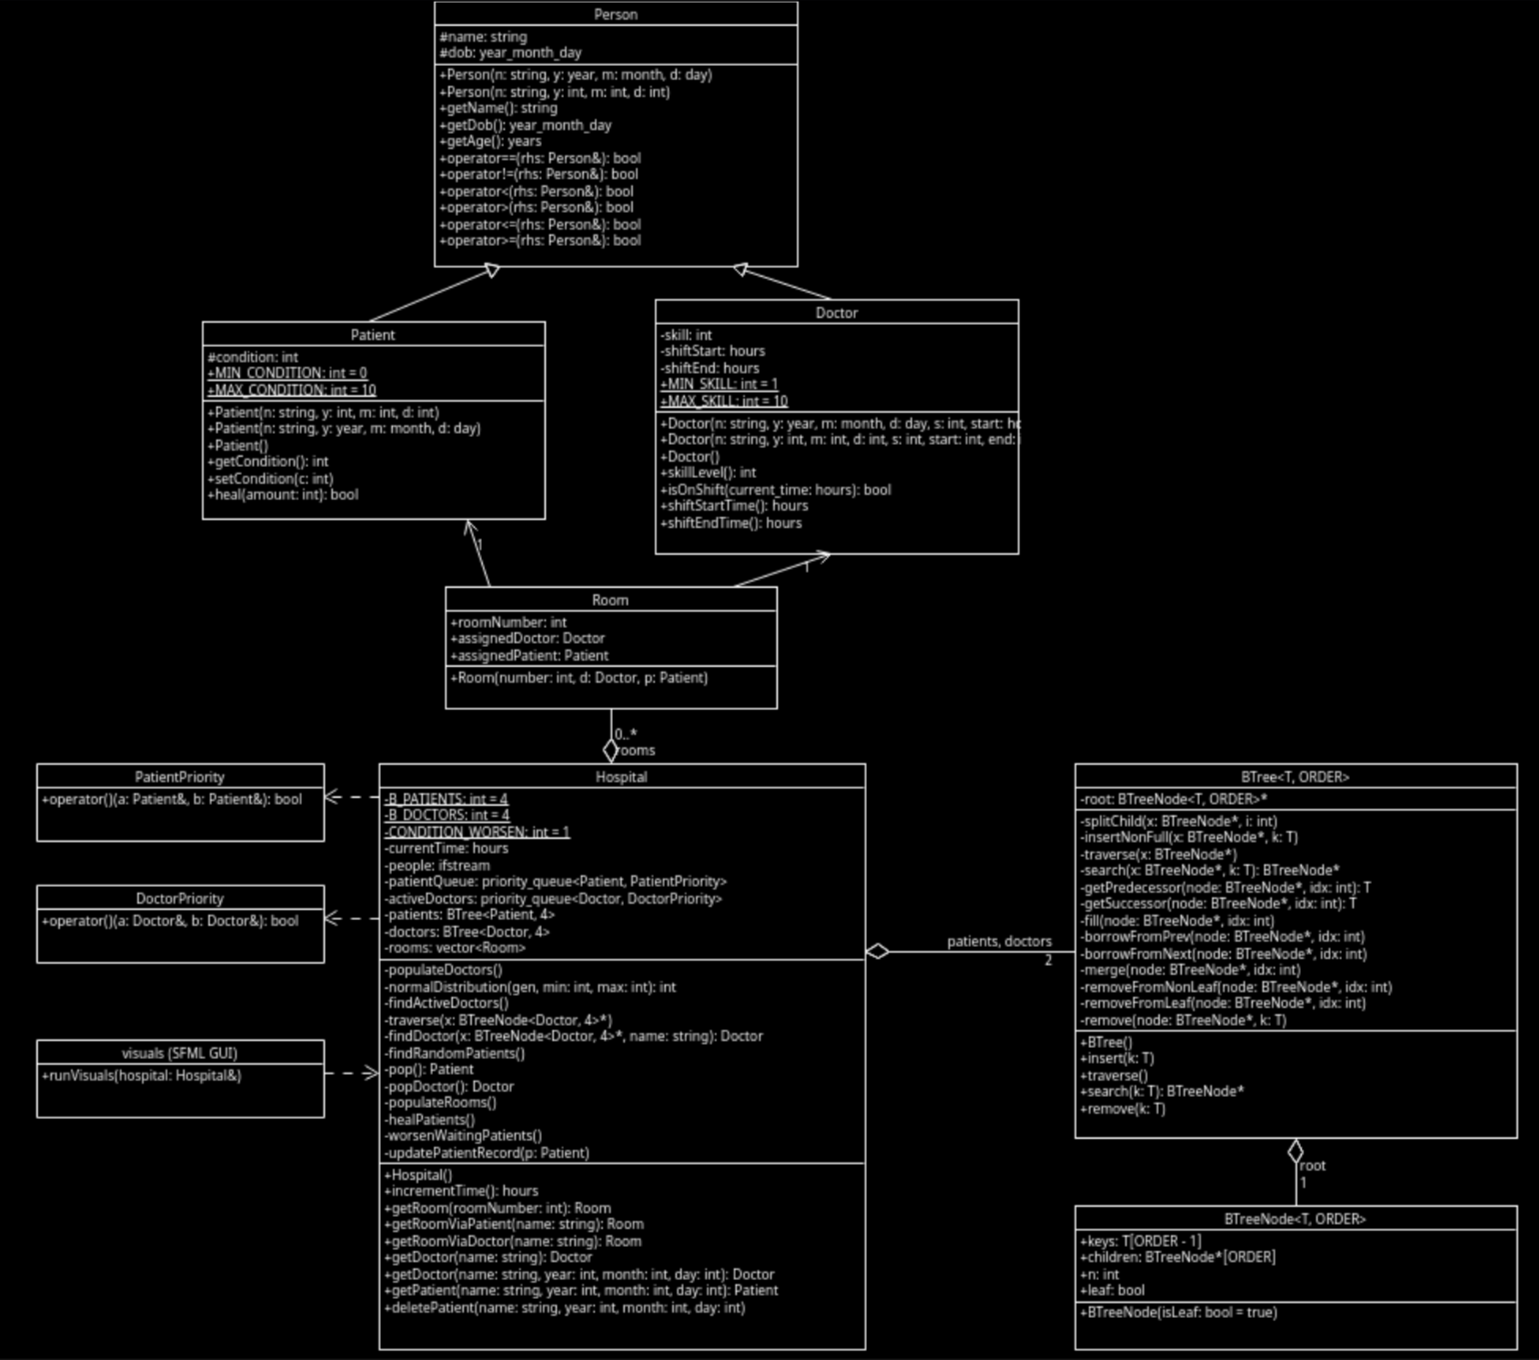 Person
#name: string
#dob: year_month_day
+Person(n: string, y: year, m: month, d: day)
+Person(n: string, y: int, m: int, d: int)
+getName(): string
+getDob(): year_month_day
+getAge(): years
+operator==(rhs: Person&): bool
+operator!=(rhs: Person&): bool
+operator<(rhs: Person&): bool
+operator>(rhs: Person&): bool
+operator<=(rhs: Person&): bool
+operator>=(rhs: Person&): bool
Patient
#condition: int
+MIN_CONDITION: int = 0
+MAX_CONDITION: int = 10
+Patient(n: string, y: int, m: int, d: int)
+Patient(n: string, y: year, m: month, d: day)
+Patient()
+getCondition(): int
+setCondition(c: int)
+heal(amount: int): bool
Doctor
-skill: int
-shiftStart: hours
-shiftEnd: hours
+MIN_SKILL: int = 1
+MAX_SKILL: int = 10
+Doctor(n: string, y: year, m: month, d: day, s: int, start:
+Doctor(n: string, y: int, m: int, d: int, s: int, start: int, end:
+Doctor()
+skillLevel(): int
+isOnShift(current_time: hours): bool
+shiftStartTime(): hours
+shiftEndTime(): hours
1
1
Room
+roomNumber: int
+assignedDoctor: Doctor
+assignedPatient: Patient
+Room(number: int, d: Doctor, p: Patient)
0..*
rooms
PatientPriority
+operator()(a: Patient&, b: Patient&): bool
DoctorPriority
+operator()(a: Doctor&, b: Doctor&): bool
visuals (SFML GUI)
+runVisuals(hospital: Hospital&)
Hospital
-B_PATIENTS: int = 4
-B_DOCTORS: int = 4
-CONDITION_WORSEN: int = 1
-currentTime: hours
-people: ifstream
-patientQueue: priority_queue<Patient, PatientPriority>
-activeDoctors: priority_queue<Doctor, DoctorPriority>
-patients: BTree<Patient, 4>
-doctors: BTree<Doctor, 4>
-rooms: vector<Room>
-populateDoctors()
-normalDistribution(gen, min: int, max: int): int
-findActiveDoctors()
-traverse(x: BTreeNode<Doctor, 4>*)
-findDoctor(x: BTreeNode<Doctor, 4>*, name: string): Doctor
-findRandomPatients()
-pop(): Patient
-popDoctor(): Doctor
-populateRooms()
-healPatients()
-worsenWaitingPatients()
-updatePatientRecord(p: Patient)
+Hospital()
+incrementTime(): hours
+getRoom(roomNumber: int): Room
+getRoomViaPatient(name: string): Room
+getRoomViaDoctor(name: string): Room
+getDoctor(name: string): Doctor
+getDoctor(name: string, year: int, month: int, day: int): Doctor
+getPatient(name: string, year: int, month: int, day: int): Patient
+deletePatient(name: string, year: int, month: int, day: int)
patients, doctors
2
BTree<T, ORDER>
-root: BTreeNode<T, ORDER>*
-splitChild(x: BTreeNode*, i: int)
-insertNonFull(x: BTreeNode*, k: T)
-traverse(x: BTreeNode*)
-search(x: BTreeNode*, k: T): BTreeNode*
-getPredecessor(node: BTreeNode*, idx: int): T
-getSuccessor(node: BTreeNode*, idx: int): T
-fill(node: BTreeNode*, idx: int)
-borrowFromPrev(node: BTreeNode*, idx: int)
-borrowFromNext(node: BTreeNode*, idx: int)
-merge(node: BTreeNode*, idx: int)
-removeFromNonLeaf(node: BTreeNode*, idx: int)
-removeFromLeaf(node: BTreeNode*, idx: int)
-remove(node: BTreeNode*, k: T)
+BTree()
+insert(k: T)
+traverse()
+search(k: T): BTreeNode*
+remove(k: T)
root
1
BTreeNode<T, ORDER>
+keys: T[ORDER - 1]
+children: BTreeNode*[ORDER]
+n: int
+leaf: bool
+BTreeNode(isLeaf: bool = true)